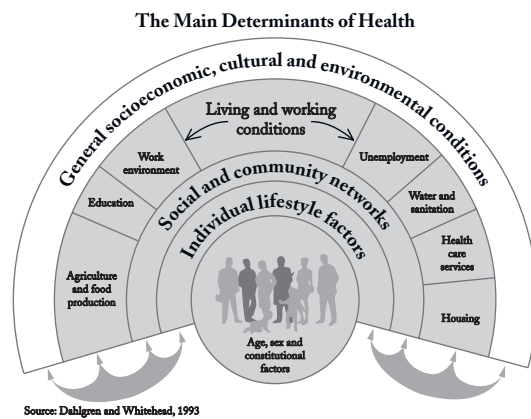 The Main Determinants of Health
General socioeconomic, cultural and environmental conditions
Living and working
conditions
Work
environment
Unemployment
Education
Water and
sanitation
Social and community networks
Individual lifestyle factors
Agriculture
and food
production
Health
care
services
Housing
Age, sex and
constitutional
factors
Source: Dahlgren and Whitehead, 1993